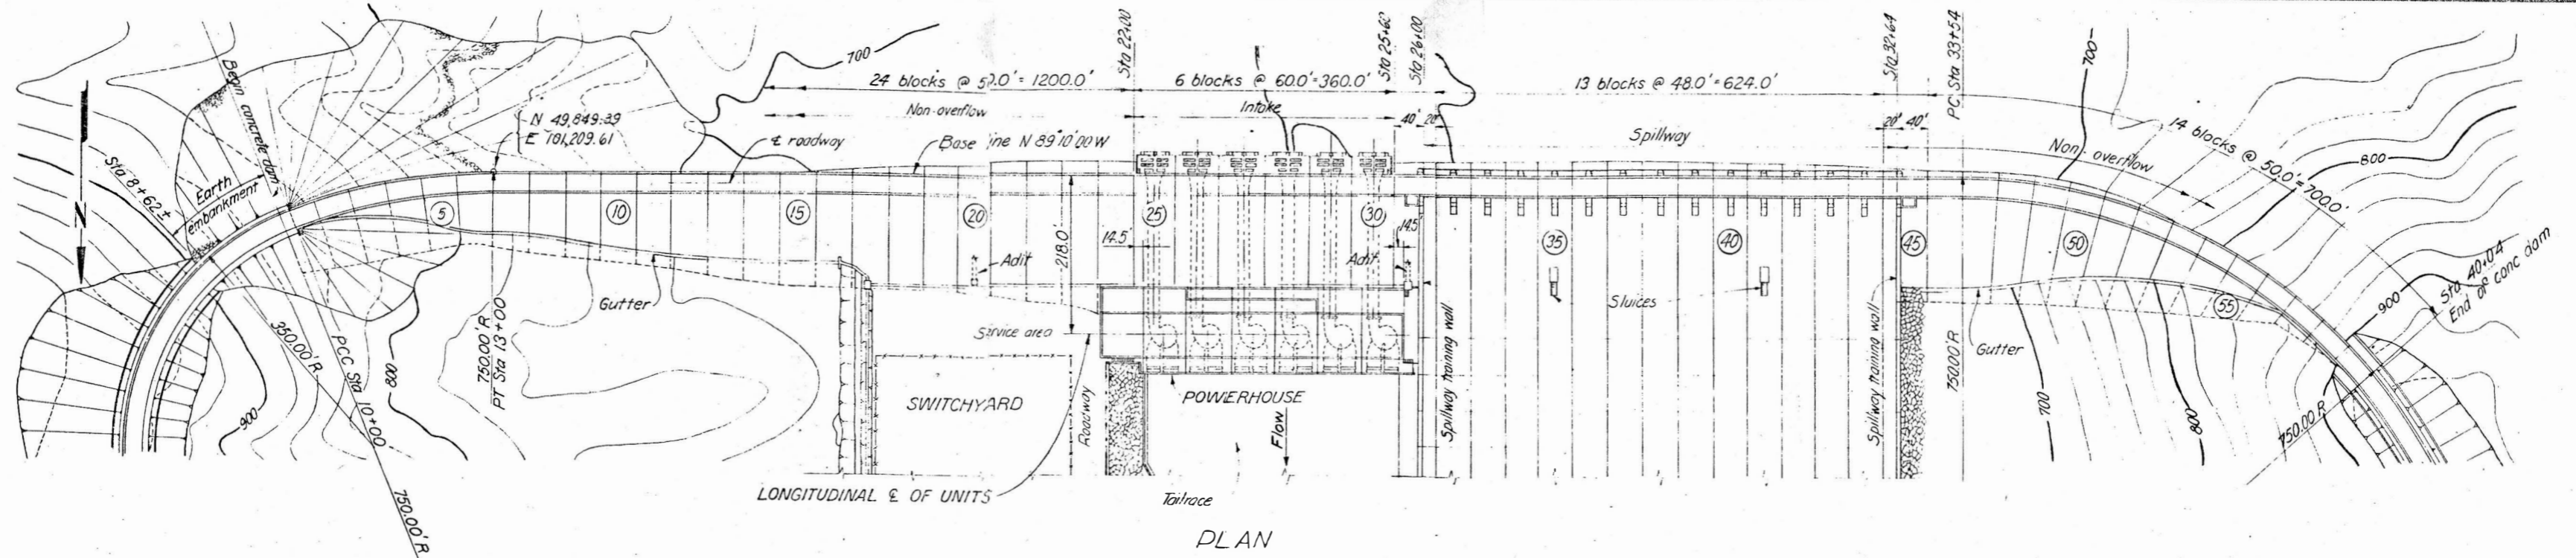 Sta 22+00
Sta 25+60
Sta 26+00
Sta 32+64
PC Sta 33+54
700
24 blocks @ 50.0' = 1200.0'
6 blocks @ 60.0'=360.0'
13 blocks @ 48.0'=624.0'
14 blocks @ 50.0'=700.0'
700
Begin concrete dam
Non-overflow
Intake
40' 20'
Spillway
20' 40'
Non-overflow
N 49,849.39
E 101,209.61
℄ roadway
Base line N 89°10'00 W
800
Sta 8+62±
Earth
embankment
N
5
10
15
20
25
30
35
40
45
50
55
14.5'
218.0'
14.5'
Adit
Adit
Gutter
Sluices
Service area
Spillway training wall
Spillway training wall
Gutter
350.00' R
PCC Sta 10+00
800
900
750.00' R
PT Sta 13+00
750.00' R
750.00' R
SWITCHYARD
Roadway
POWERHOUSE
Flow
700
800
900
Sta 40+04
End of conc dam
750.00 R
LONGITUDINAL ℄ OF UNITS
Tailrace
PLAN